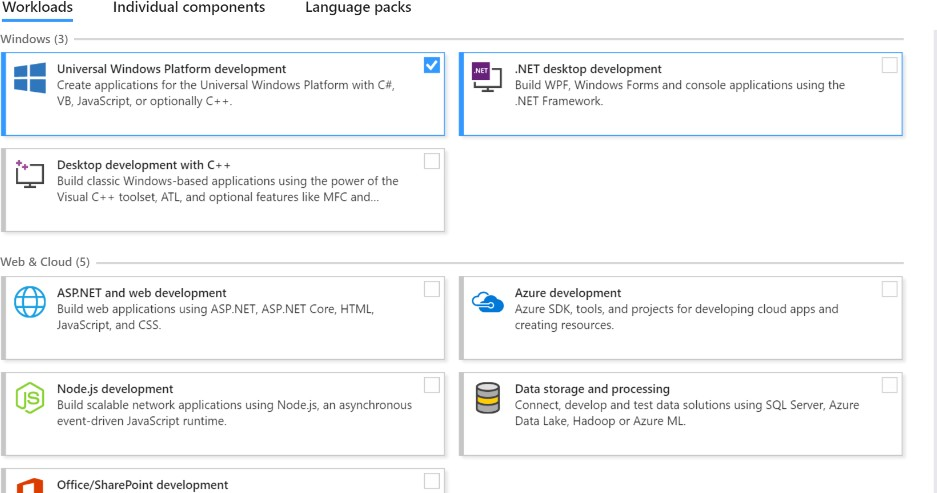 Workloads Individual components Language packs
Windows (3)
Universal Windows Platform development
Create applications for the Universal Windows Platform with C#,
VB, JavaScript, or optionally C++.
.NET
.NET desktop development
Build WPF, Windows Forms and console applications using the
.NET Framework.
Desktop development with C++
Build classic Windows-based applications using the power of the
Visual C++ toolset, ATL, and optional features like MFC and...
Web & Cloud (5)
ASP.NET and web development
Build web applications using ASP.NET, ASP.NET Core, HTML,
JavaScript, and CSS.
Azure development
Azure SDK, tools, and projects for developing cloud apps and
creating resources.
JS
Node.js development
Build scalable network applications using Node.js, an asynchronous
event-driven JavaScript runtime.
Data storage and processing
Connect, develop and test data solutions using SQL Server, Azure
Data Lake, Hadoop or Azure ML.
Office/SharePoint development